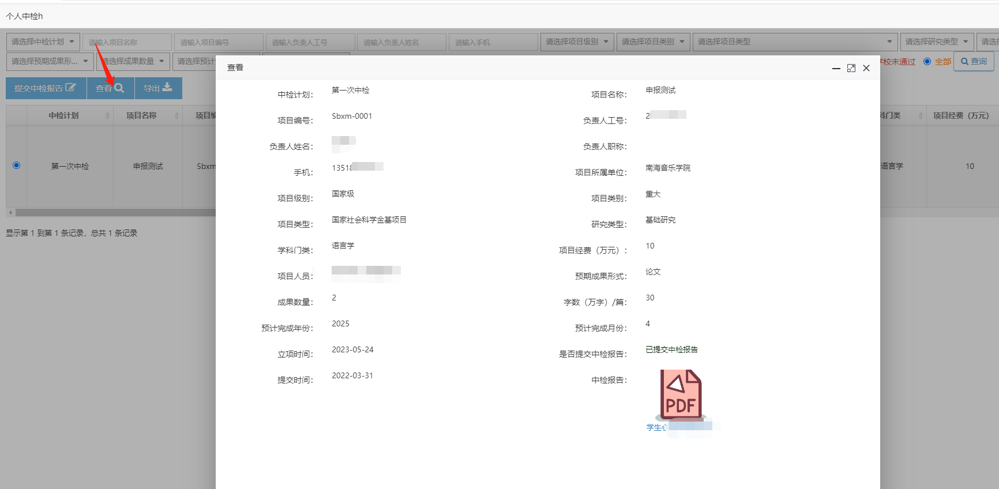 个人中检h
请选择中检计划 请输入项目名称 请输入项目编号 请输入负责人工号 请输入负责人姓名 请输入手机 请选择项目级别 请选择项目类别 请选择项目类型 请选择研究类型 请选
请选择预期成果形... 请选择成果数量 请选择预计 校未通过 全部 查询
提交中检报告 查看 导出
中检计划 项目名称 项目编 科门类 项目经费（万元）
第一次中检 申报测试 Sbxm 语言学 10
显示第 1 到第 1 条记录，总共 1 条记录
查看
中检计划： 第一次中检 项目名称： 申报测试
项目编号： Sbxm-0001 负责人工号： 2
负责人姓名： 负责人职称：
手机： 13518 项目所属单位： 南海音乐学院
项目级别： 国家级 项目类别： 重大
项目类型： 国家社会科学金基项目 研究类型： 基础研究
学科门类： 语言学 项目经费（万元）： 10
项目人员： 预期成果形式： 论文
成果数量： 2 字数（万字）/篇： 30
预计完成年份： 2025 预计完成月份： 4
立项时间： 2023-05-24 是否提交中检报告： 已提交中检报告
提交时间： 2022-03-31 中检报告：
PDF
学生心